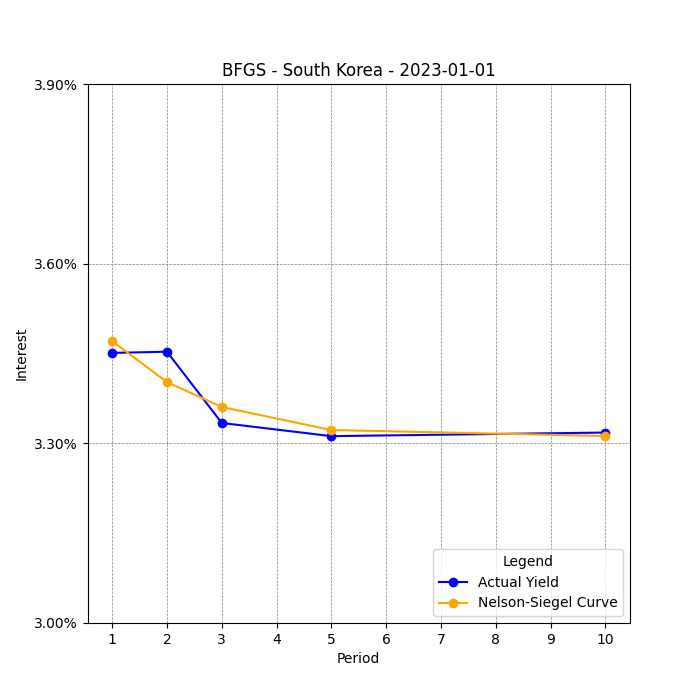 BFGS - South Korea - 2023-01-01
3.90%
3.60%
3.30%
3.00%
Interest
1 2 3 4 5 6 7 8 9 10
Period
Legend
Actual Yield
Nelson-Siegel Curve